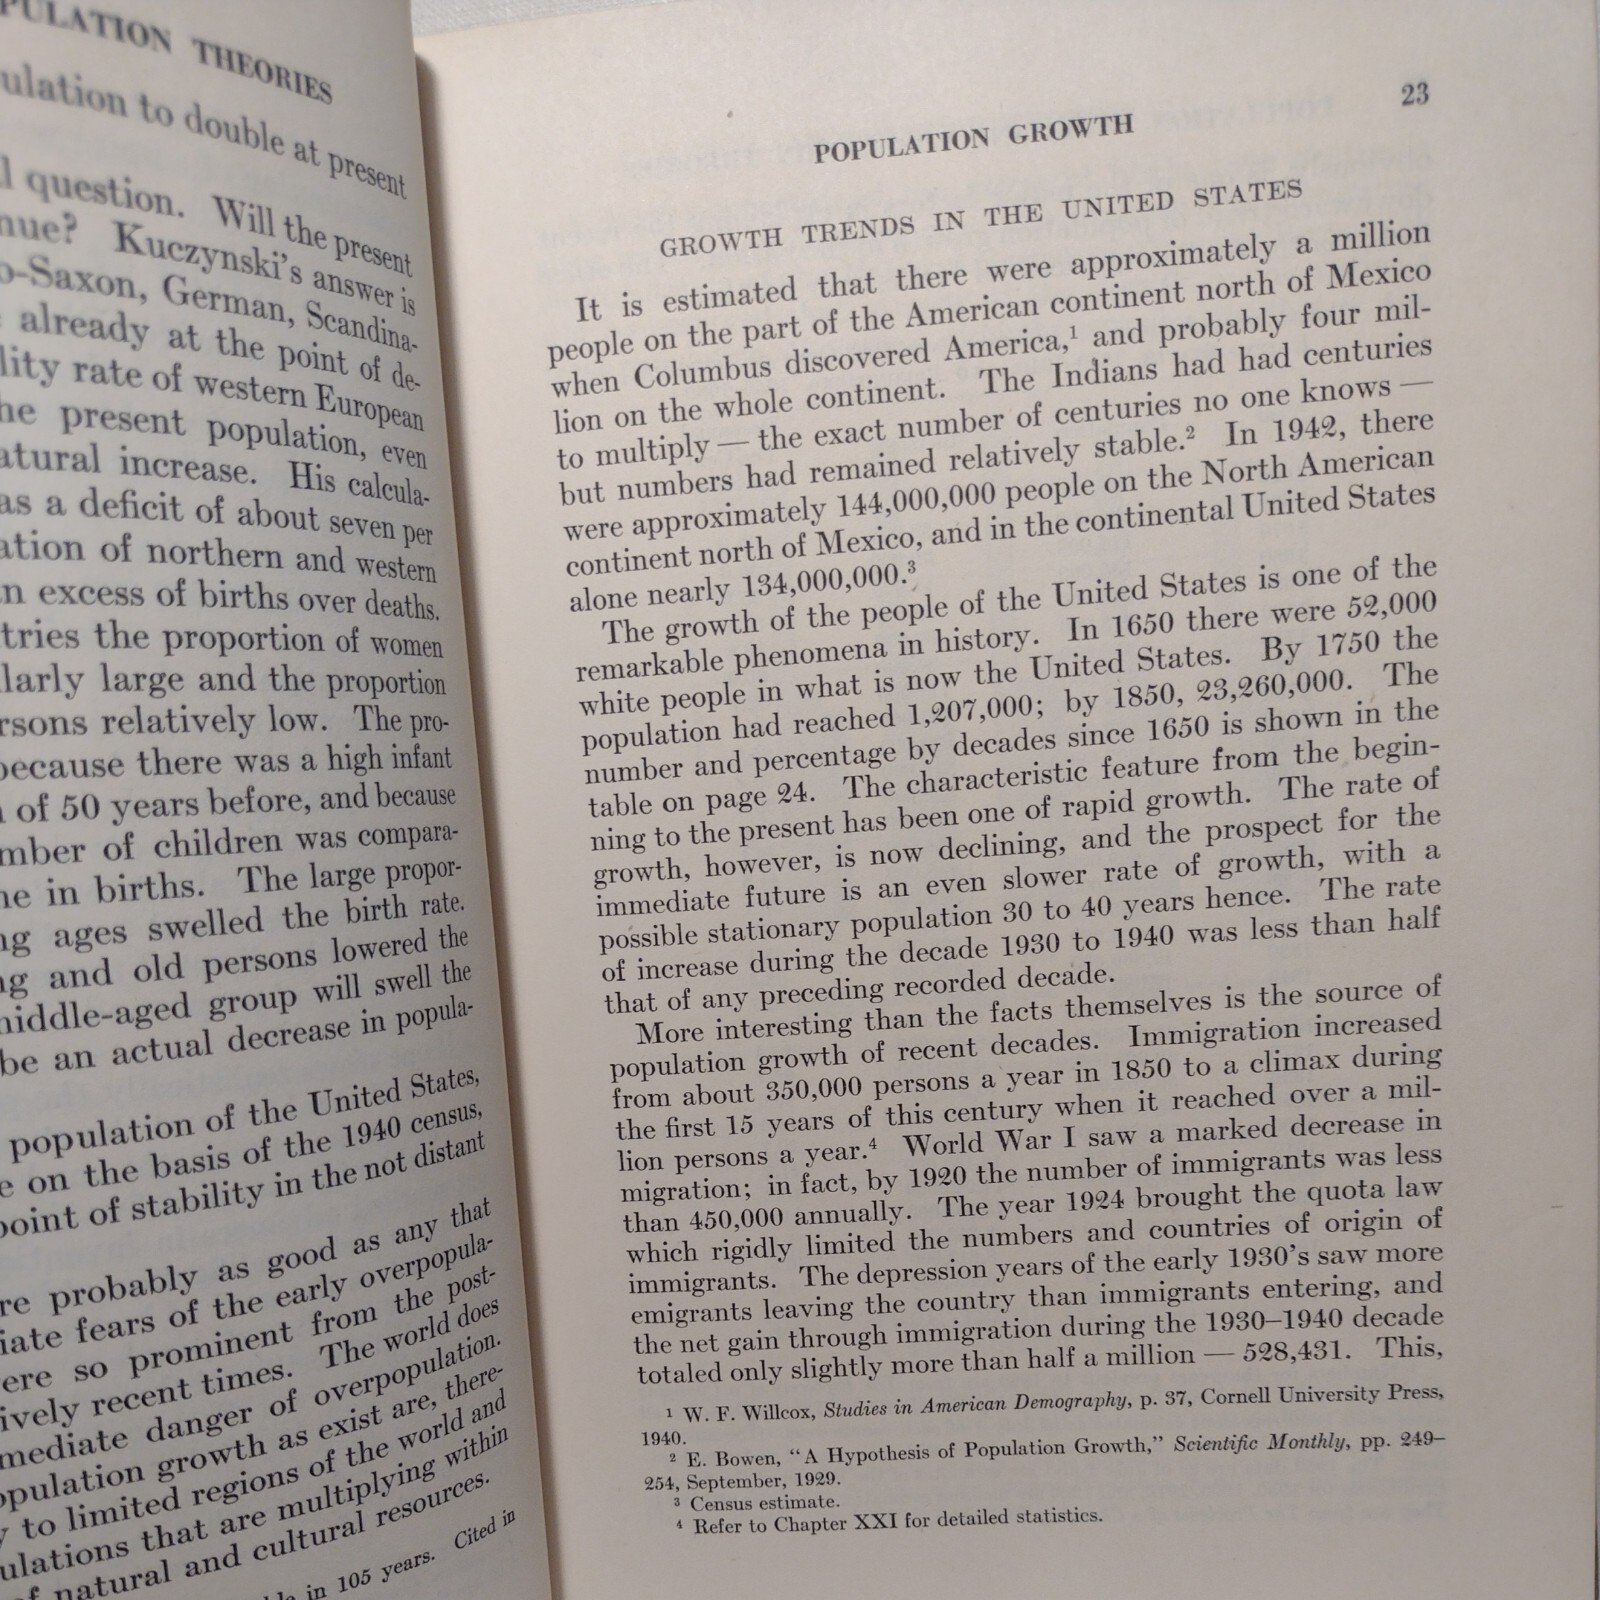 PULATION THEORIES
ulation to double at present
l question. Will the present
nue? Kuczynski's answer is
o-Saxon, German, Scandina-
already at the point of de-
lity rate of western European
he present population, even
atural increase. His calcula-
as a deficit of about seven per
ation of northern and western
n excess of births over deaths.
tries the proportion of women
larly large and the proportion
rsons relatively low. The pro-
because there was a high infant
of 50 years before, and because
mber of children was compara-
ne in births. The large propor-
ng ages swelled the birth rate.
ng and old persons lowered the
middle-aged group will swell the
be an actual decrease in popula-
population of the United States,
e on the basis of the 1940 census,
point of stability in the not distant
re probably as good as any that
iate fears of the early overpopula-
ere so prominent from the post-
ively recent times. The world does
mediate danger of overpopulation.
opulation growth as exist are, there-
y to limited regions of the world and
ulations that are multiplying within
of natural and cultural resources.
in 105 years. Cited in
23
POPULATION GROWTH
GROWTH TRENDS IN THE UNITED STATES
It is estimated that there were approximately a million
people on the part of the American continent north of Mexico
when Columbus discovered America,¹ and probably four mil-
lion on the whole continent. The Indians had had centuries
to multiply — the exact number of centuries no one knows —
but numbers had remained relatively stable.² In 1942, there
were approximately 144,000,000 people on the North American
continent north of Mexico, and in the continental United States
alone nearly 134,000,000.³
The growth of the people of the United States is one of the
remarkable phenomena in history. In 1650 there were 52,000
white people in what is now the United States. By 1750 the
population had reached 1,207,000; by 1850, 23,260,000. The
number and percentage by decades since 1650 is shown in the
table on page 24. The characteristic feature from the begin-
ning to the present has been one of rapid growth. The rate of
growth, however, is now declining, and the prospect for the
immediate future is an even slower rate of growth, with a
possible stationary population 30 to 40 years hence. The rate
of increase during the decade 1930 to 1940 was less than half
that of any preceding recorded decade.
More interesting than the facts themselves is the source of
population growth of recent decades. Immigration increased
from about 350,000 persons a year in 1850 to a climax during
the first 15 years of this century when it reached over a mil-
lion persons a year.⁴ World War I saw a marked decrease in
migration; in fact, by 1920 the number of immigrants was less
than 450,000 annually. The year 1924 brought the quota law
which rigidly limited the numbers and countries of origin of
immigrants. The depression years of the early 1930's saw more
emigrants leaving the country than immigrants entering, and
the net gain through immigration during the 1930–1940 decade
totaled only slightly more than half a million — 528,431. This,
¹ W. F. Willcox, Studies in American Demography, p. 37, Cornell University Press,
1940.
² E. Bowen, "A Hypothesis of Population Growth," Scientific Monthly, pp. 249–
254, September, 1929.
³ Census estimate.
⁴ Refer to Chapter XXI for detailed statistics.